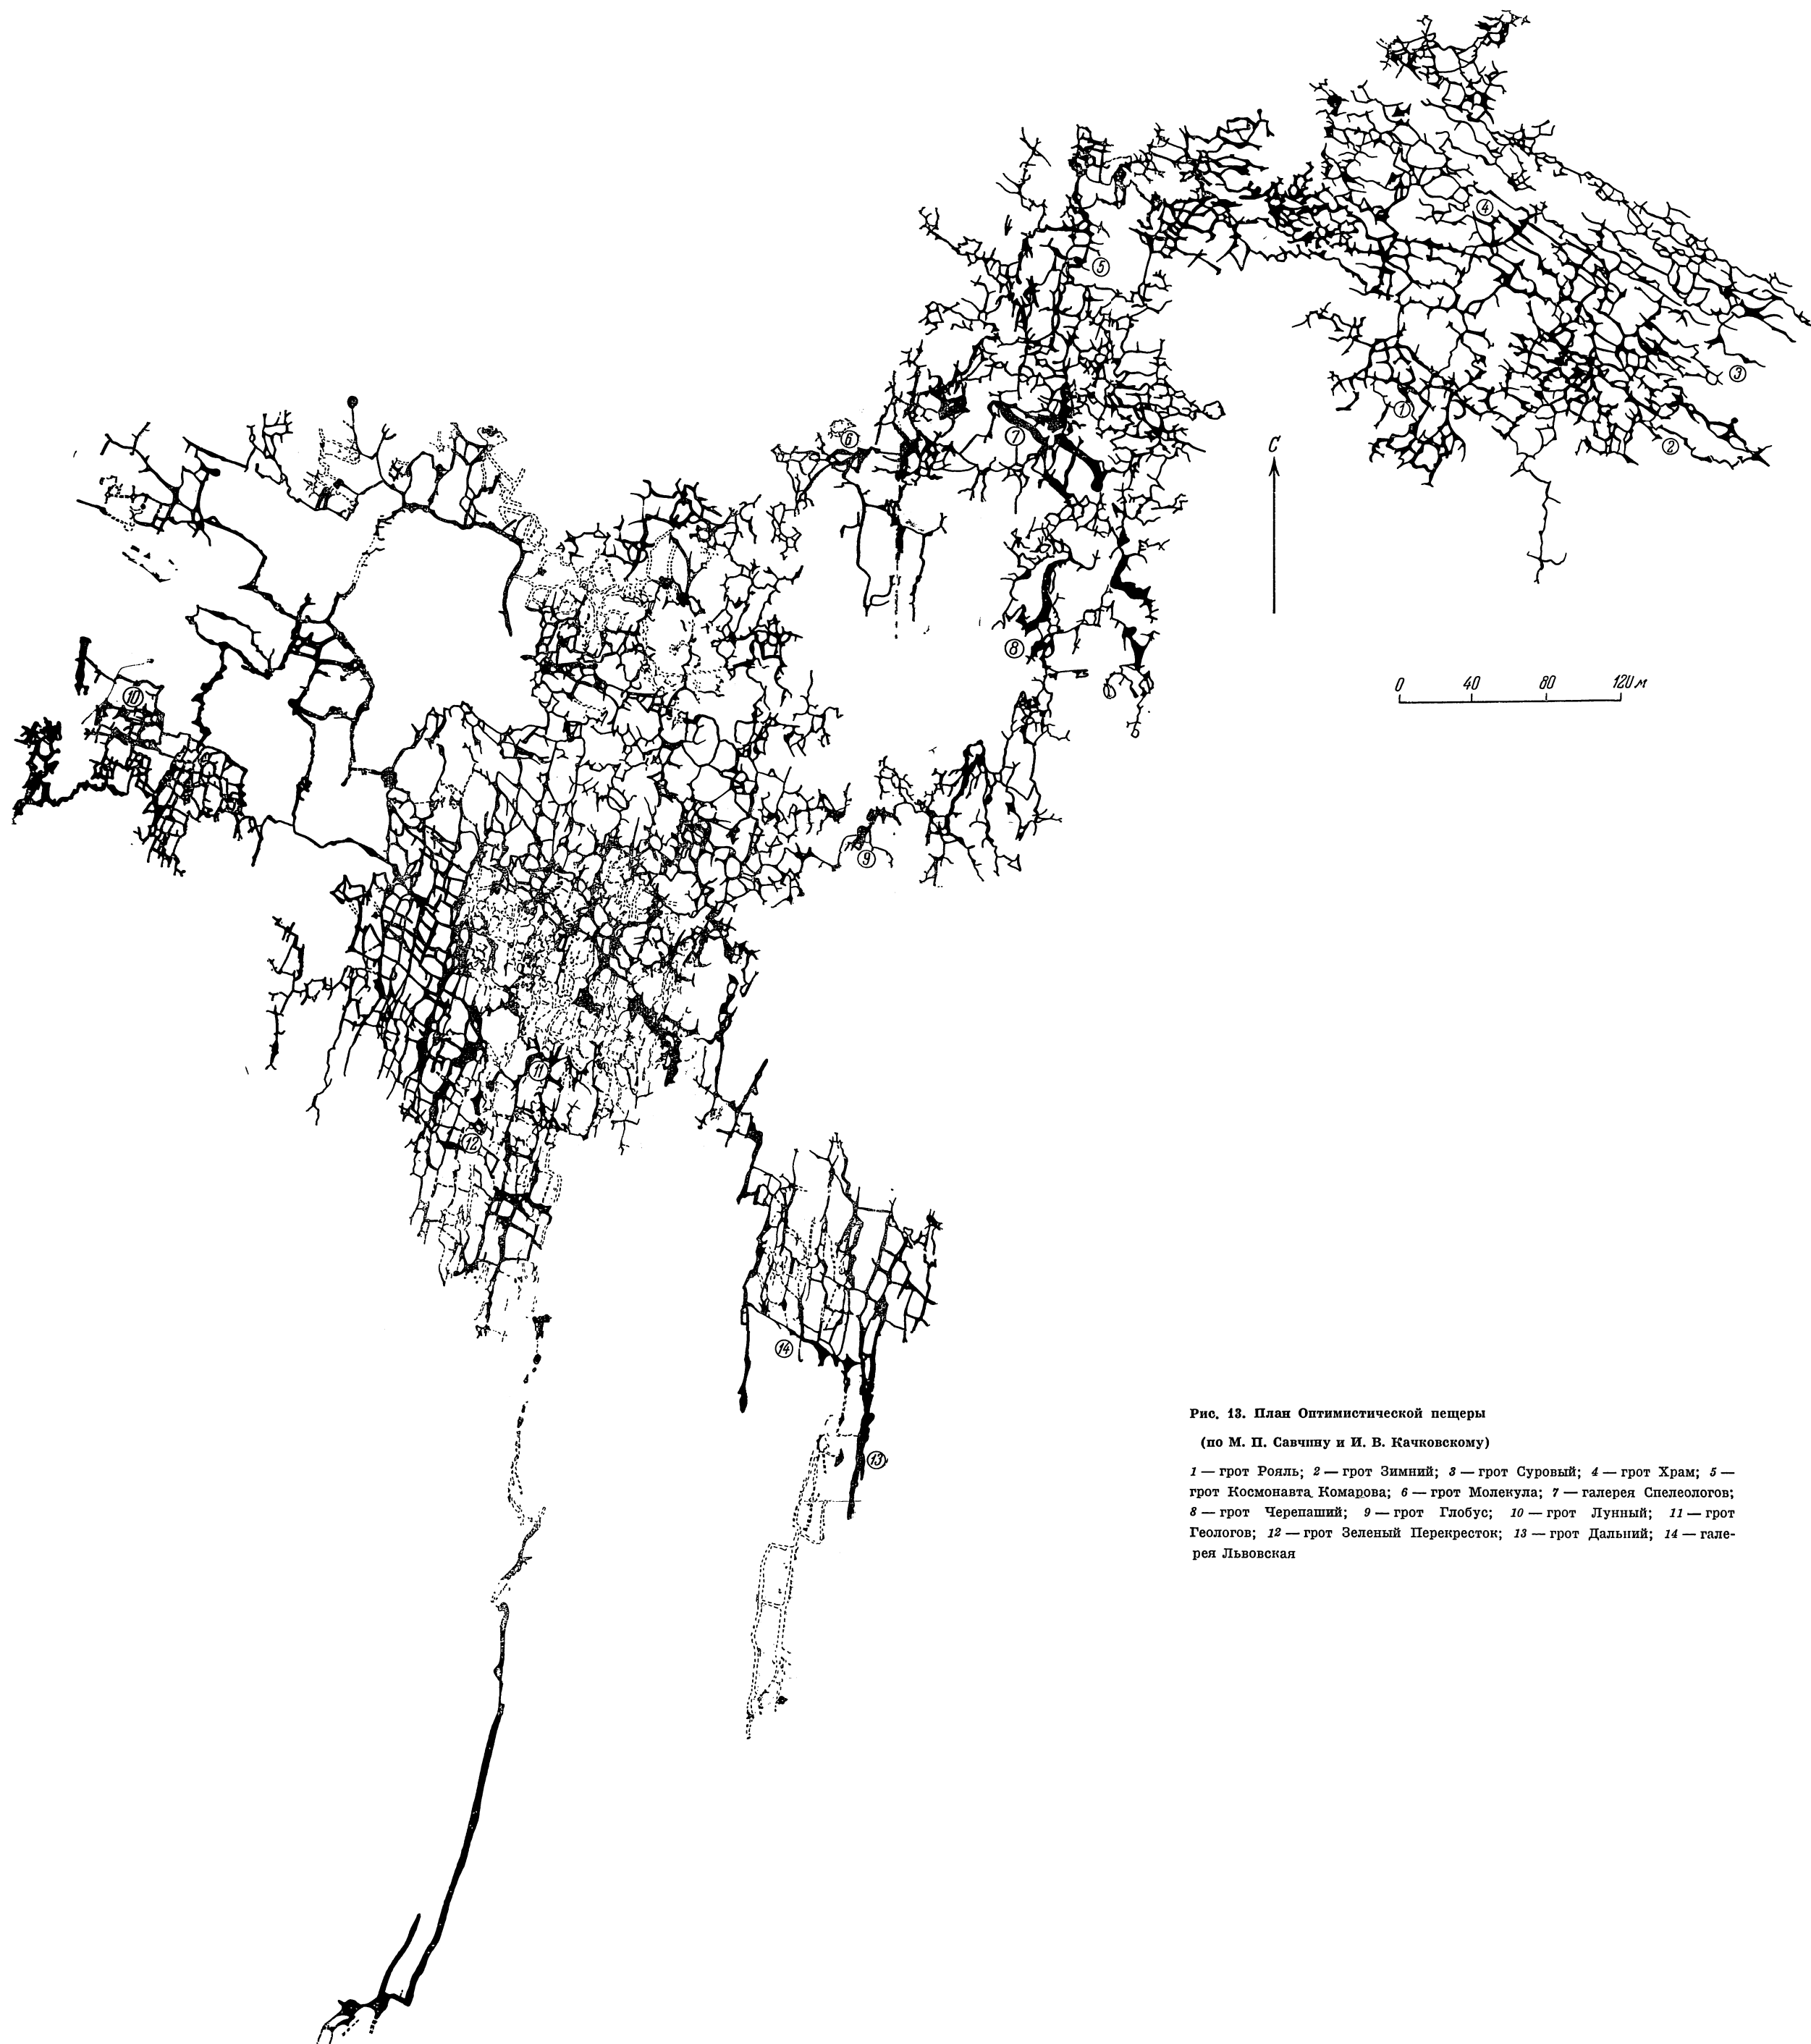 4
5
3
1
7
6
2
С
8
0 40 80 120 м
10
9
11
12
14
13
Рис. 13. План Оптимистической пещеры
(по М. П. Савчину и И. В. Качковскому)
1 — грот Рояль; 2 — грот Зимний; 3 — грот Суровый; 4 — грот Храм; 5 —
грот Космонавта Комарова; 6 — грот Молекула; 7 — галерея Спелеологов;
8 — грот Черепаший; 9 — грот Глобус; 10 — грот Лунный; 11 — грот
Геологов; 12 — грот Зеленый Перекресток; 13 — грот Дальний; 14 — гале-
рея Львовская